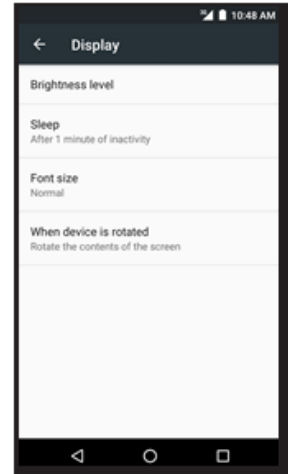 10:48 AM
Display
Brightness level
Sleep
After 1 minute of inactivity
Font size
Normal
When device is rotated
Rotate the contents of the screen